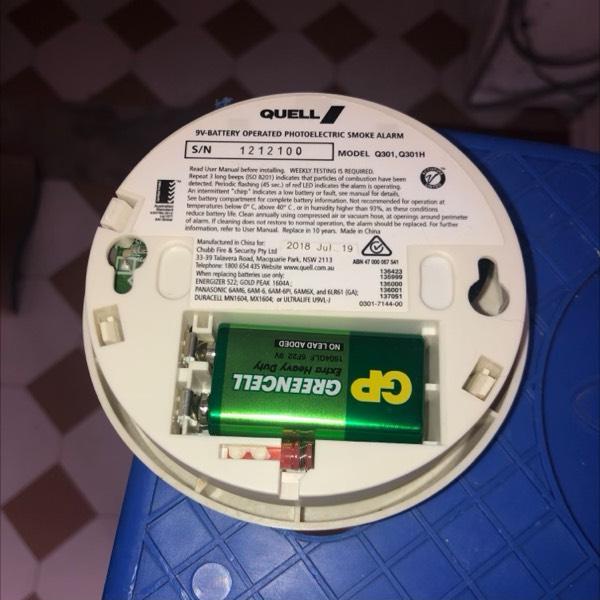 QUELL
9V-BATTERY OPERATED PHOTOELECTRIC SMOKE ALARM
S/N 1212100 MODEL Q301, Q301H
Read User Manual before installing. WEEKLY TESTING IS REQUIRED.
Repeat 3 long beeps (ISO 8201) indicates that particles of combustion have been
detected. Periodic flashing (45 sec.) of red LED indicates the alarm is operating.
An intermittent "chirp" indicates a low battery or fault, see manual for details.
See battery compartment for complete battery information. Not recommended for operation at
temperatures below 0° C, above 40° C, or in humidity higher than 93%, as these conditions
reduce battery life. Clean annually using compressed air or vacuum hose, at openings around perimeter
of alarm. If cleaning does not restore to normal operation, the alarm should be replaced. For further
information, refer to User Manual. Replace in 10 years. Made in China
Manufactured in China for:
Chubb Fire & Security Pty Ltd
33-39 Talavera Road, Macquarie Park, NSW 2113
Telephone: 1800 654 435 Website www.quell.com.au
2018 Jul. 19
ABN 47 000 067 541
When replacing batteries use only:
ENERGIZER 522; GOLD PEAK 1604A;
PANASONIC 6AM6, 6AM-6, 6AM-6PI, 6AM6X, and 6LR61 (GA);
DURACELL MN1604, MX1604; or ULTRALIFE U9VL-J
136423
135999
136000
136001
137051
0301-7144-00
GP
GREENCELL
Extra Heavy Duty
1604GLF 6F22 9V
NO LEAD ADDED